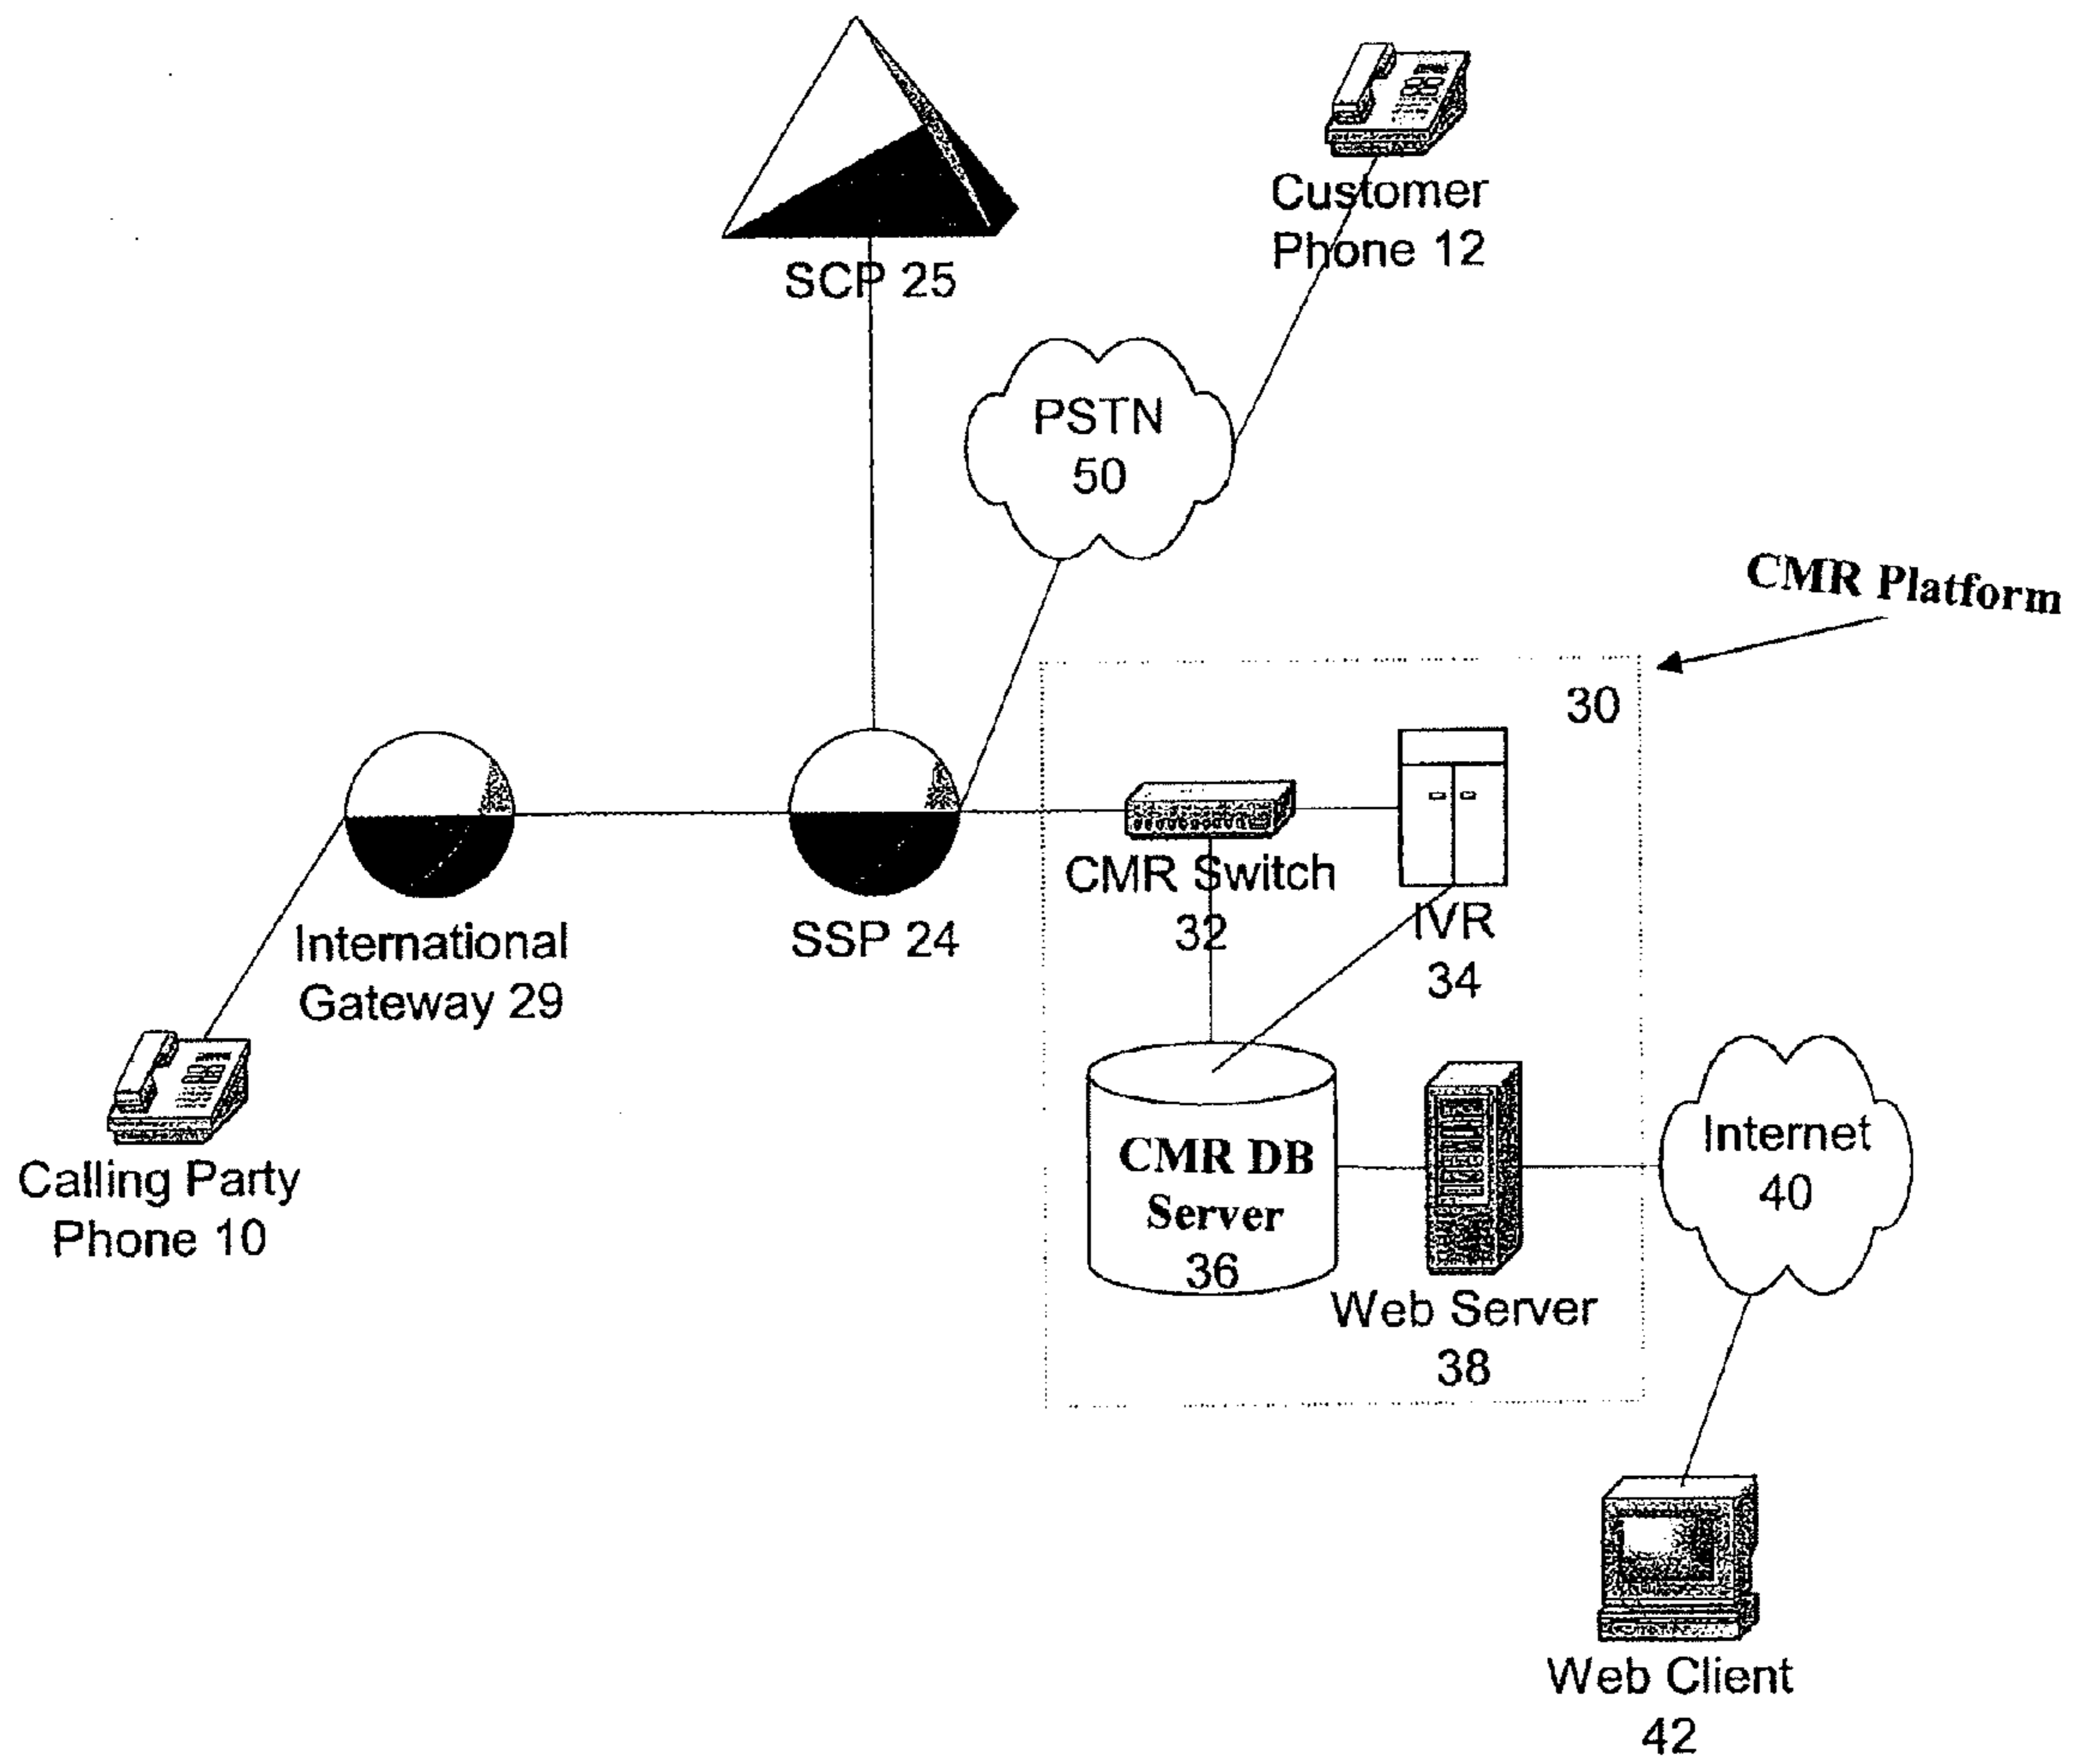 SCP 25
Customer
Phone 12
PSTN
50
CMR Platform
30
International
Gateway 29
SSP 24
CMR Switch
32
IVR
34
Calling Party
Phone 10
CMR DB
Server
36
Web Server
38
Internet
40
Web Client
42